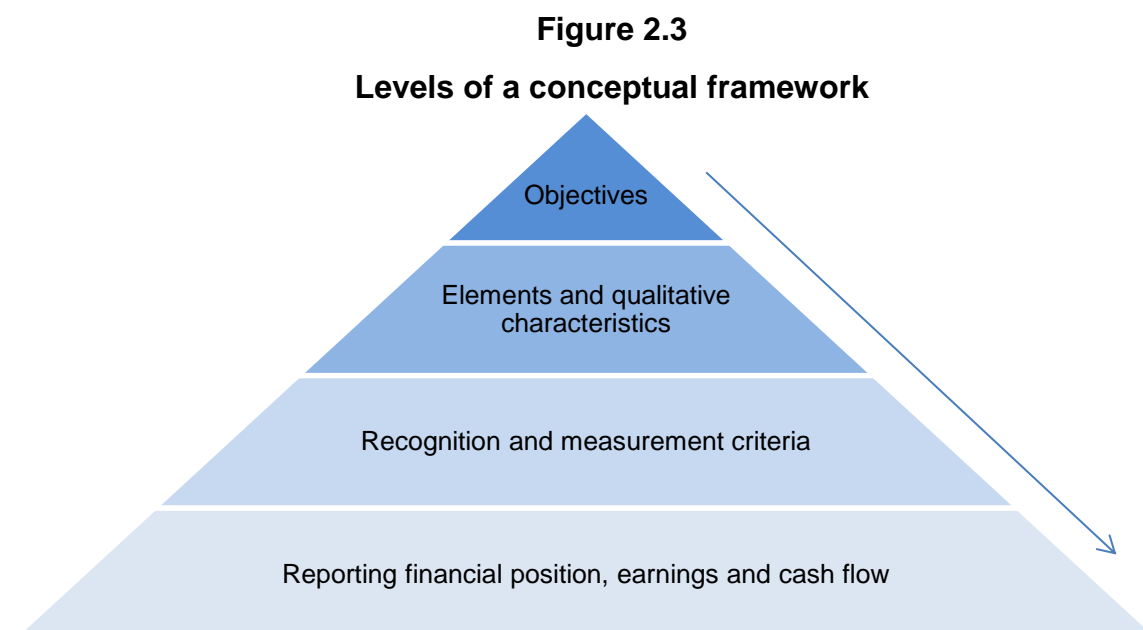 Figure 2.3
Levels of a conceptual framework
Objectives
Elements and qualitative
characteristics
Recognition and measurement criteria
Reporting financial position, earnings and cash flow